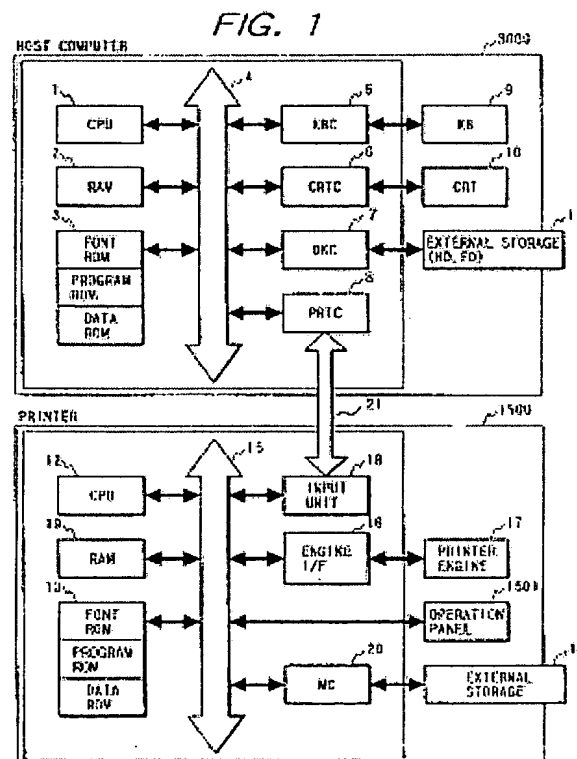 FIG. 1
HOST COMPUTER
3000
4
1
CPU
5
KBC
9
KB
2
RAM
6
CRTC
10
CRT
3
FONT
ROM
PROGRAM
ROM
DATA
ROM
7
DKC
EXTERNAL STORAGE
(HD, FD)
8
PRTC
21
PRINTER
1500
15
12
CPU
18
INPUT
UNIT
19
RAM
16
ENGINE
I/F
17
PRINTER
ENGINE
13
FONT
ROM
PROGRAM
ROM
DATA
ROM
1501
OPERATION
PANEL
20
MC
EXTERNAL
STORAGE